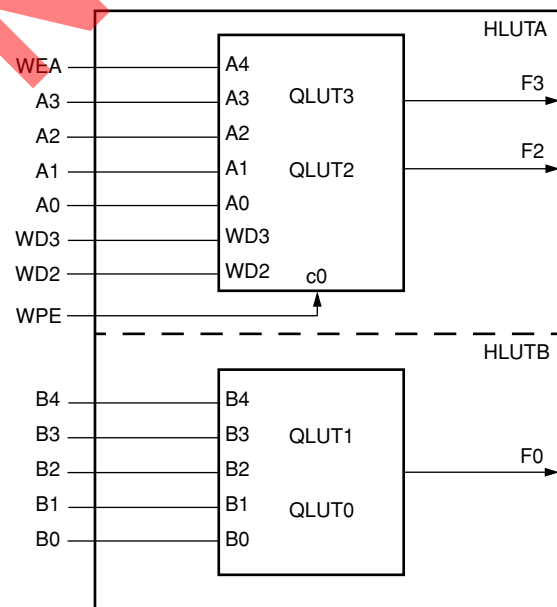 HLUTA
WEA A4
A3 A3 QLUT3 F3
A2 A2
A1 A1 QLUT2 F2
A0 A0
WD3 WD3
WD2 WD2 c0
WPE
HLUTB
B4 B4
B3 B3 QLUT1
B2 B2 F0
B1 B1 QLUT0
B0 B0